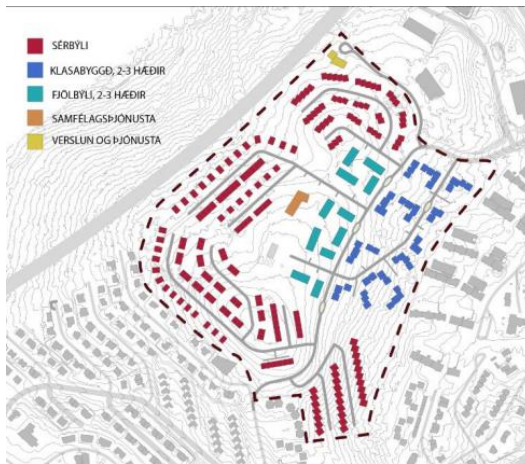 SÉRBÝLI
KLASABYGGÐ, 2-3 HÆÐIR
FJÖLBÝLI, 2-3 HÆÐIR
SAMFÉLAGSÞJÓNUSTA
VERSLUN OG ÞJÓNUSTA